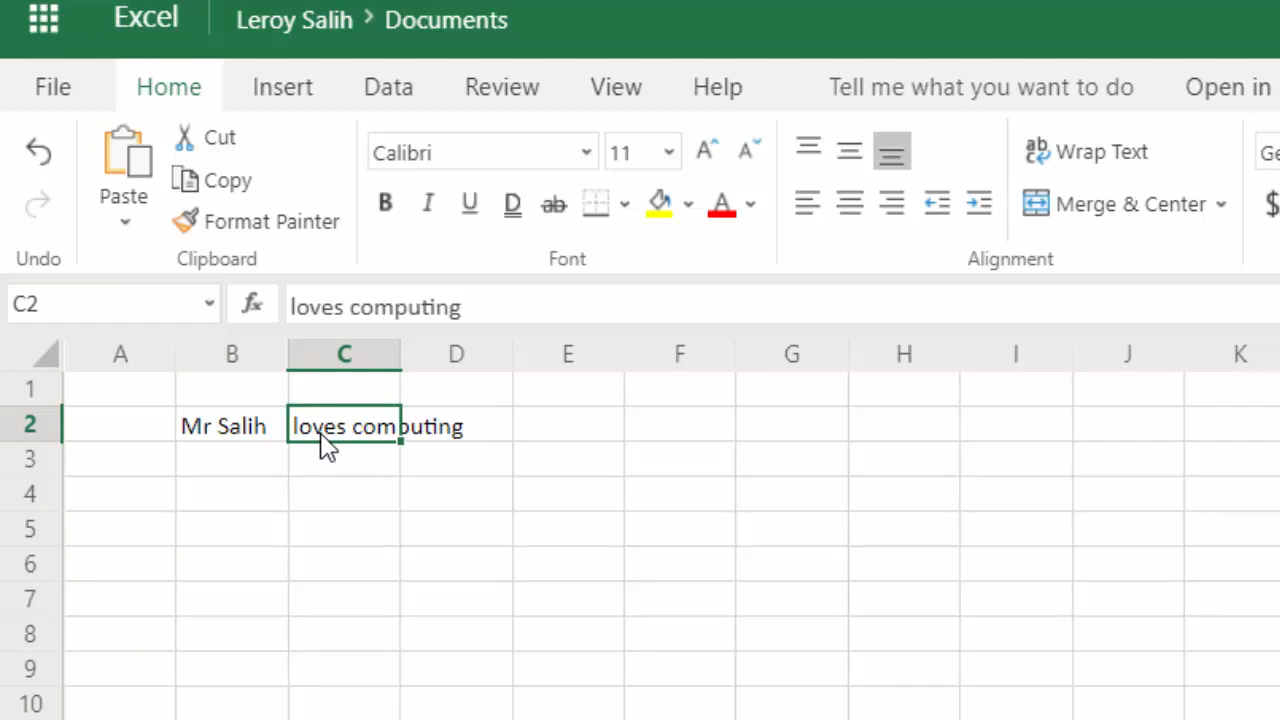 Excel Leroy Salih > Documents
File Home Insert Data Review View Help Tell me what you want to do Open in
Paste
Cut
Copy
Format Painter
Calibri 11
B I U D ab
A A
ab
c Wrap Text
Merge & Center
$
Undo Clipboard Font Alignment
C2 fx loves computing
A B C D E F G H I J K
1
2 Mr Salih loves computing
3
4
5
6
7
8
9
10